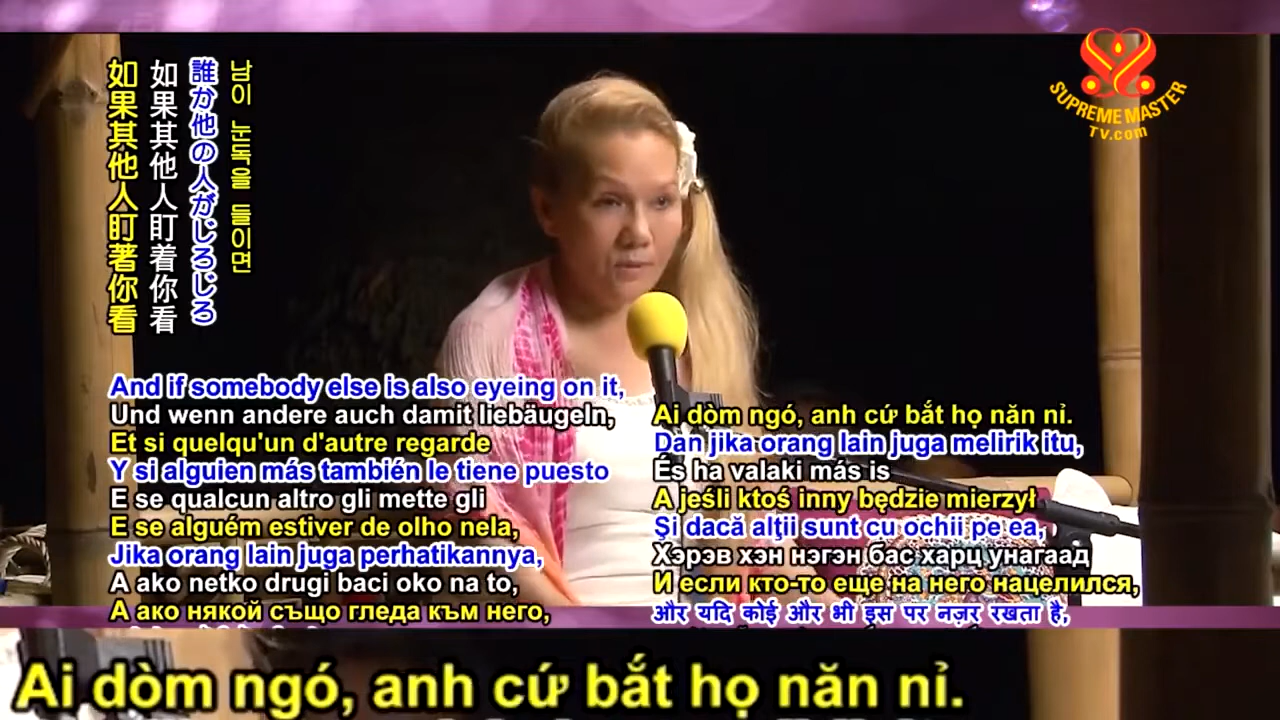 남이 눈독을 들이면
誰か他の人がじろじろ
如果其他人盯着你看
如果其他人盯著你看
SUPREME MASTER
TV.com
And if somebody else is also eyeing on it,
Und wenn andere auch damit liebäugeln,
Et si quelqu'un d'autre regarde
Y si alguien más también le tiene puesto
E se qualcun altro gli mette gli
E se alguém estiver de olho nela,
Jika orang lain juga perhatikannya,
A ako netko drugi baci oko na to,
А ако някой също гледа към него,
Ai dòm ngó, anh cứ bắt họ năn nỉ.
Dan jika orang lain juga melirik itu,
És ha valaki más is
A jeśli ktoś inny będzie mierzył
Şi dacă alţii sunt cu ochii pe ea,
Хэрэв хэн нэгэн бас харц унагаад
И если кто-то еще на него нацелился,
और यदि कोई और भी इस पर नज़र रखता है,
Ai dòm ngó, anh cứ bắt họ năn nỉ.